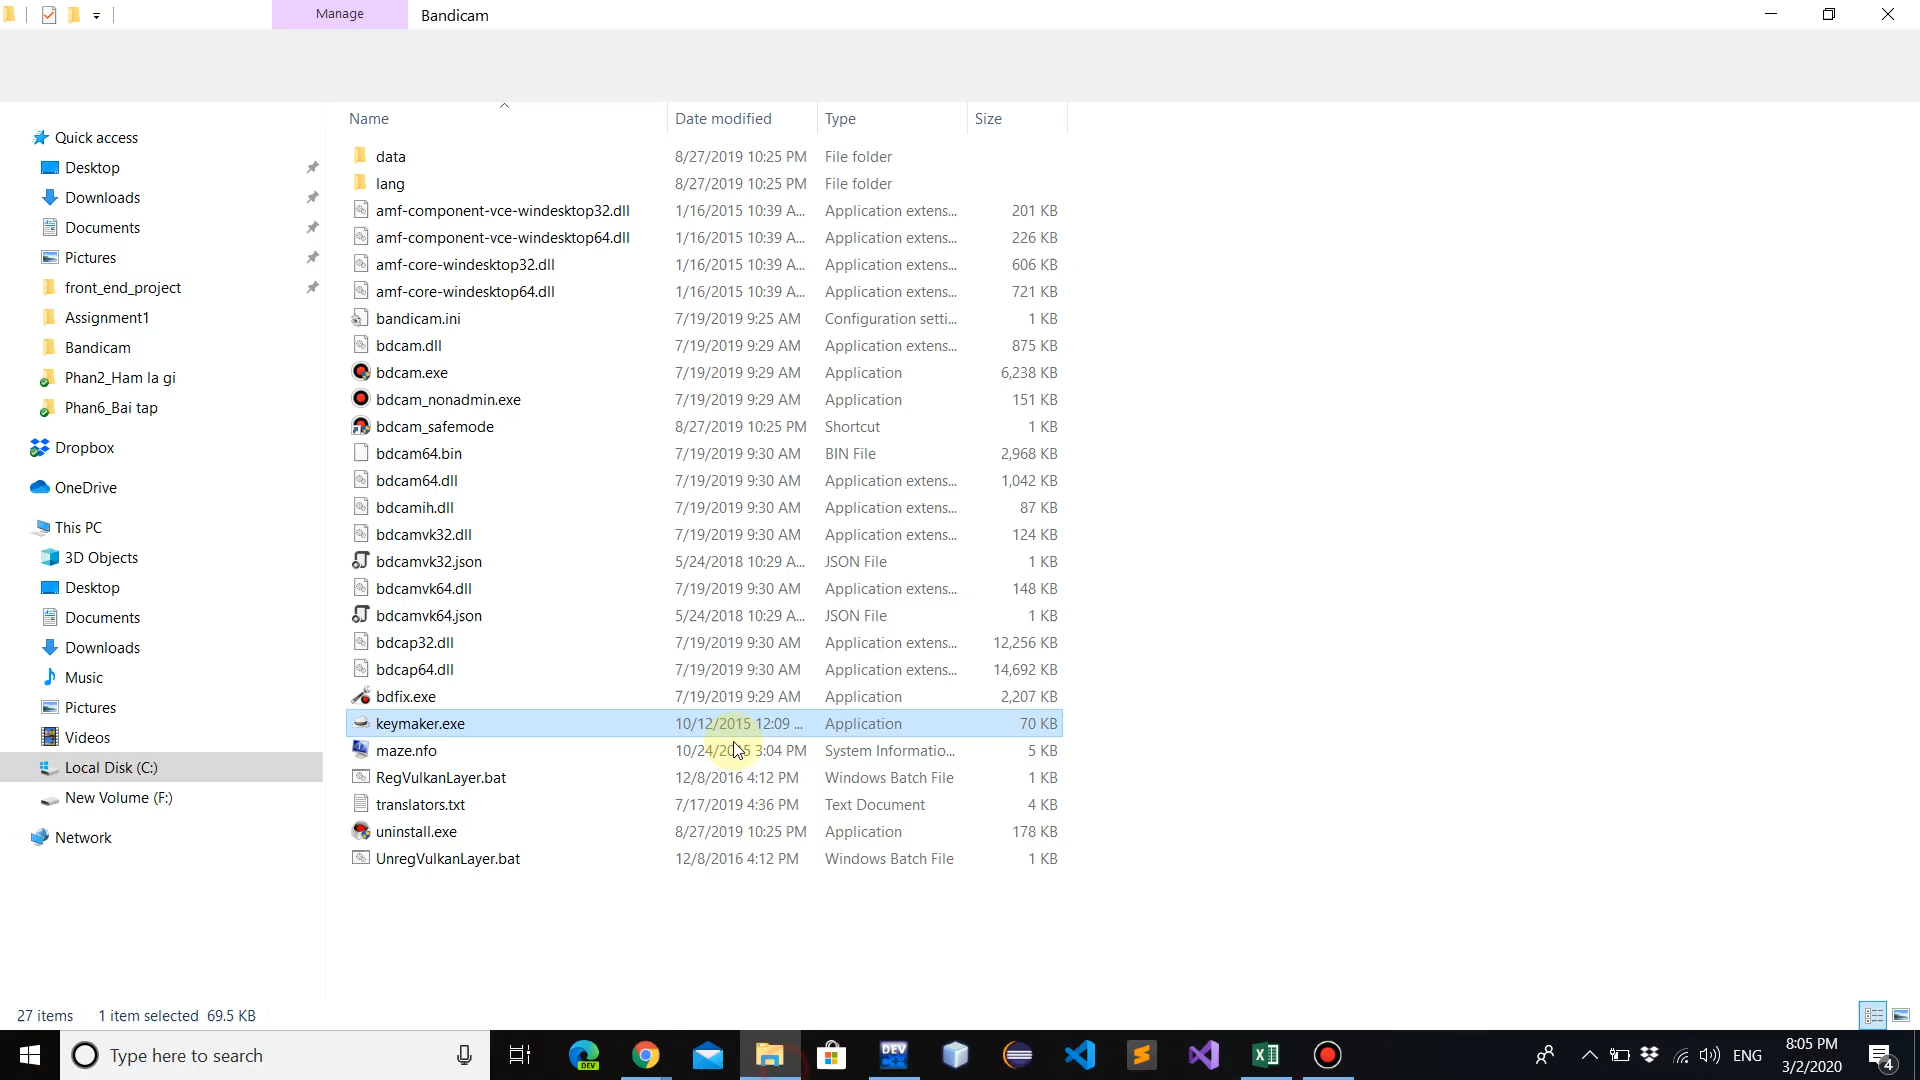 Manage
Bandicam
Name Date modified Type Size
data 8/27/2019 10:25 PM File folder
lang 8/27/2019 10:25 PM File folder
amf-component-vce-windesktop32.dll 1/16/2015 10:39 A... Application extens... 201 KB
amf-component-vce-windesktop64.dll 1/16/2015 10:39 A... Application extens... 226 KB
amf-core-windesktop32.dll 1/16/2015 10:39 A... Application extens... 606 KB
amf-core-windesktop64.dll 1/16/2015 10:39 A... Application extens... 721 KB
bandicam.ini 7/19/2019 9:25 AM Configuration setti... 1 KB
bdcam.dll 7/19/2019 9:29 AM Application extens... 875 KB
bdcam.exe 7/19/2019 9:29 AM Application 6,238 KB
bdcam_nonadmin.exe 7/19/2019 9:29 AM Application 151 KB
bdcam_safemode 8/27/2019 10:25 PM Shortcut 1 KB
bdcam64.bin 7/19/2019 9:30 AM BIN File 2,968 KB
bdcam64.dll 7/19/2019 9:30 AM Application extens... 1,042 KB
bdcamih.dll 7/19/2019 9:30 AM Application extens... 87 KB
bdcamvk32.dll 7/19/2019 9:30 AM Application extens... 124 KB
bdcamvk32.json 5/24/2018 10:29 A... JSON File 1 KB
bdcamvk64.dll 7/19/2019 9:30 AM Application extens... 148 KB
bdcamvk64.json 5/24/2018 10:29 A... JSON File 1 KB
bdcap32.dll 7/19/2019 9:30 AM Application extens... 12,256 KB
bdcap64.dll 7/19/2019 9:30 AM Application extens... 14,692 KB
bdfix.exe 7/19/2019 9:29 AM Application 2,207 KB
keymaker.exe 10/12/2015 12:09 ... Application 70 KB
maze.nfo 10/24/2015 3:04 PM System Informatio... 5 KB
RegVulkanLayer.bat 12/8/2016 4:12 PM Windows Batch File 1 KB
translators.txt 7/17/2019 4:36 PM Text Document 4 KB
uninstall.exe 8/27/2019 10:25 PM Application 178 KB
UnregVulkanLayer.bat 12/8/2016 4:12 PM Windows Batch File 1 KB
Quick access
Desktop
Downloads
Documents
Pictures
front_end_project
Assignment1
Bandicam
Phan2_Ham la gi
Phan6_Bai tap
Dropbox
OneDrive
This PC
3D Objects
Desktop
Documents
Downloads
Music
Pictures
Videos
Local Disk (C:)
New Volume (F:)
Network
27 items 1 item selected 69.5 KB
Type here to search
DEV
DEV
ENG
8:05 PM
3/2/2020
4